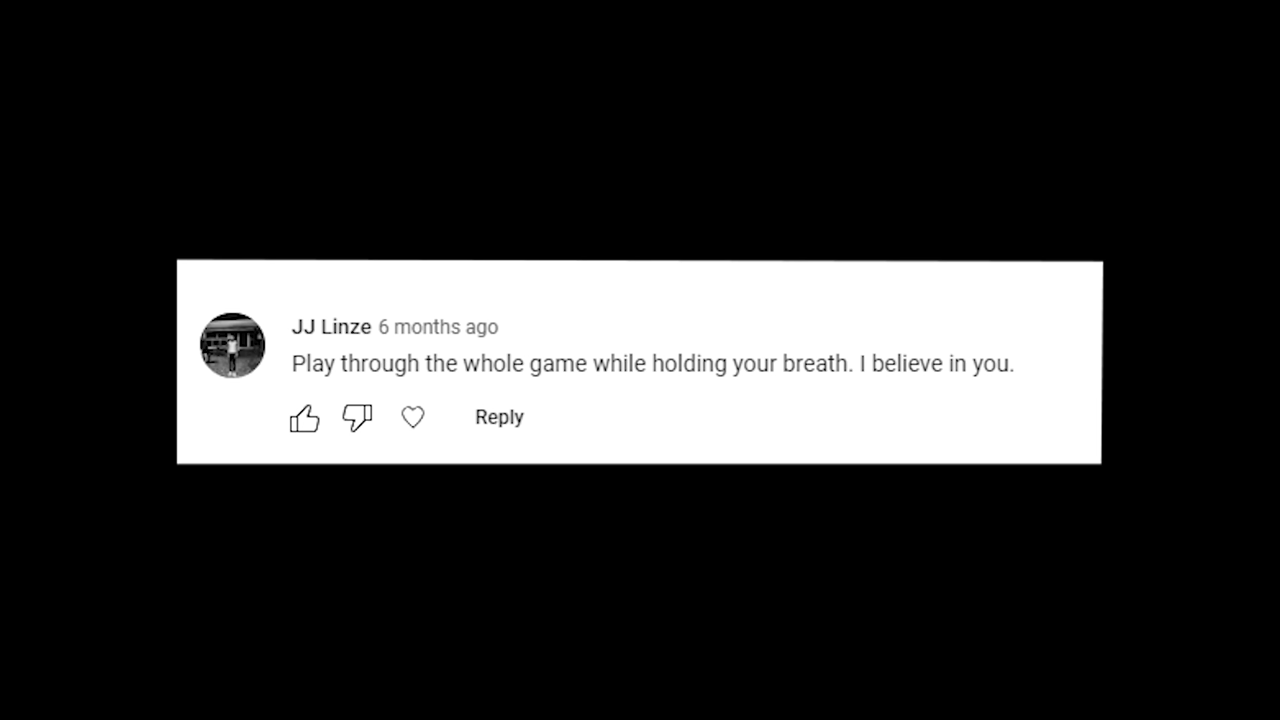 JJ Linze 6 months ago
Play through the whole game while holding your breath. I believe in you.
Reply